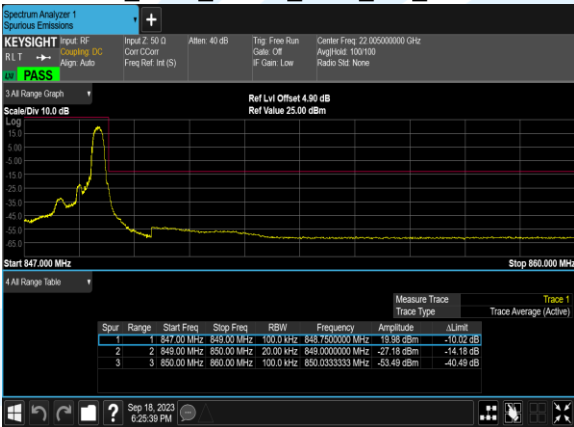 Spectrum Analyzer 1
Spurious Emissions
KEYSIGHT
RLT
LW
PASS
Input: RF
Coupling: DC
Align: Auto
Input Z: 50 Ω
Corr CCorr
Freq Ref: Int (S)
Atten: 40 dB
Trig: Free Run
Gate: Off
IF Gain: Low
Center Freq: 22.005000000 GHz
Avg|Hold: 100/100
Radio Std: None
3 All Range Graph
Scale/Div 10.0 dB
Ref Lvl Offset 4.90 dB
Ref Value 25.00 dBm
Log
15.0
5.00
-5.00
-15.0
-25.0
-35.0
-45.0
-55.0
-65.0
Start 847.000 MHz
Stop 860.000 MHz
4 All Range Table
Measure Trace Trace 1
Trace Type Trace Average (Active)
Spur Range Start Freq Stop Freq RBW Frequency Amplitude ΔLimit
1 1 847.00 MHz 849.00 MHz 100.0 kHz 848.7500000 MHz 19.98 dBm -10.02 dB
2 2 849.00 MHz 850.00 MHz 20.00 kHz 849.0000000 MHz -27.18 dBm -14.18 dB
3 3 850.00 MHz 860.00 MHz 100.0 kHz 850.0333333 MHz -53.49 dBm -40.49 dB
?
Sep 18, 2023
6:25:39 PM